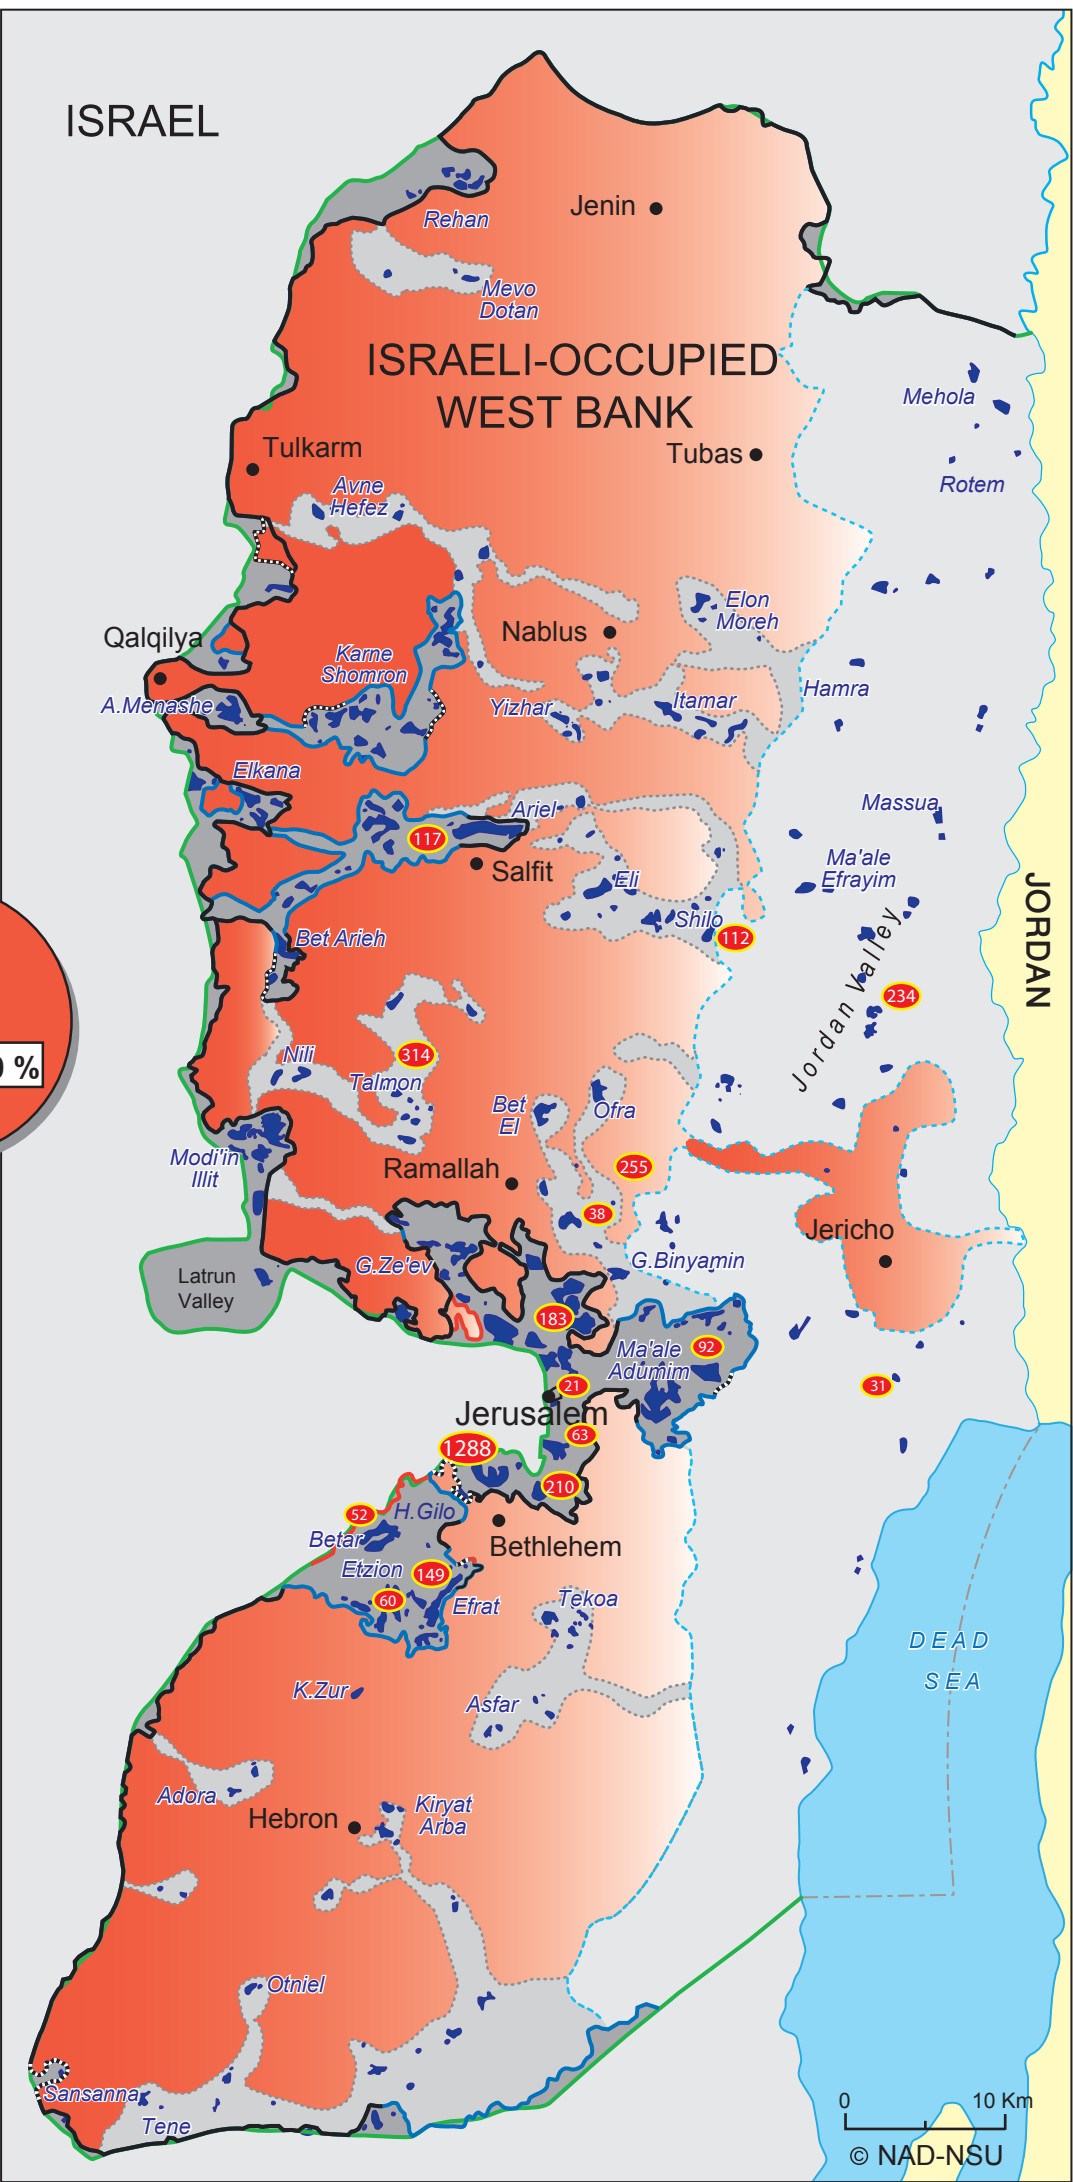 ISRAEL
Rehan
Jenin
Mevo
Dotan
ISRAELI-OCCUPIED
WEST BANK
Mehola
Tulkarm
Tubas
Rotem
Avne
Hefez
Elon
Moreh
Nablus
Qalqilya
Karne
Shomron
Hamra
A.Menashe
Yizhar
Itamar
Elkana
Massua
Ariel
117
Salfit
Ma'ale
Efrayim
Eli
JORDAN
Shilo
112
Bet Arieh
234
Jordan Valley
Nili
314
Talmon
0 %
Bet
El
Ofra
Modi'in
Illit
Ramallah
255
38
Jericho
G.Ze'ev
G.Binyamin
Latrun
Valley
183
Ma'ale
Adumim
92
21
31
Jerusalem
63
1288
210
52
H.Gilo
Betar
Bethlehem
Etzion
149
60
Efrat
Tekoa
DEAD
SEA
K.Zur
Asfar
Adora
Kiryat
Arba
Hebron
Otniel
Sansanna
Tene
0 10 Km
© NAD-NSU